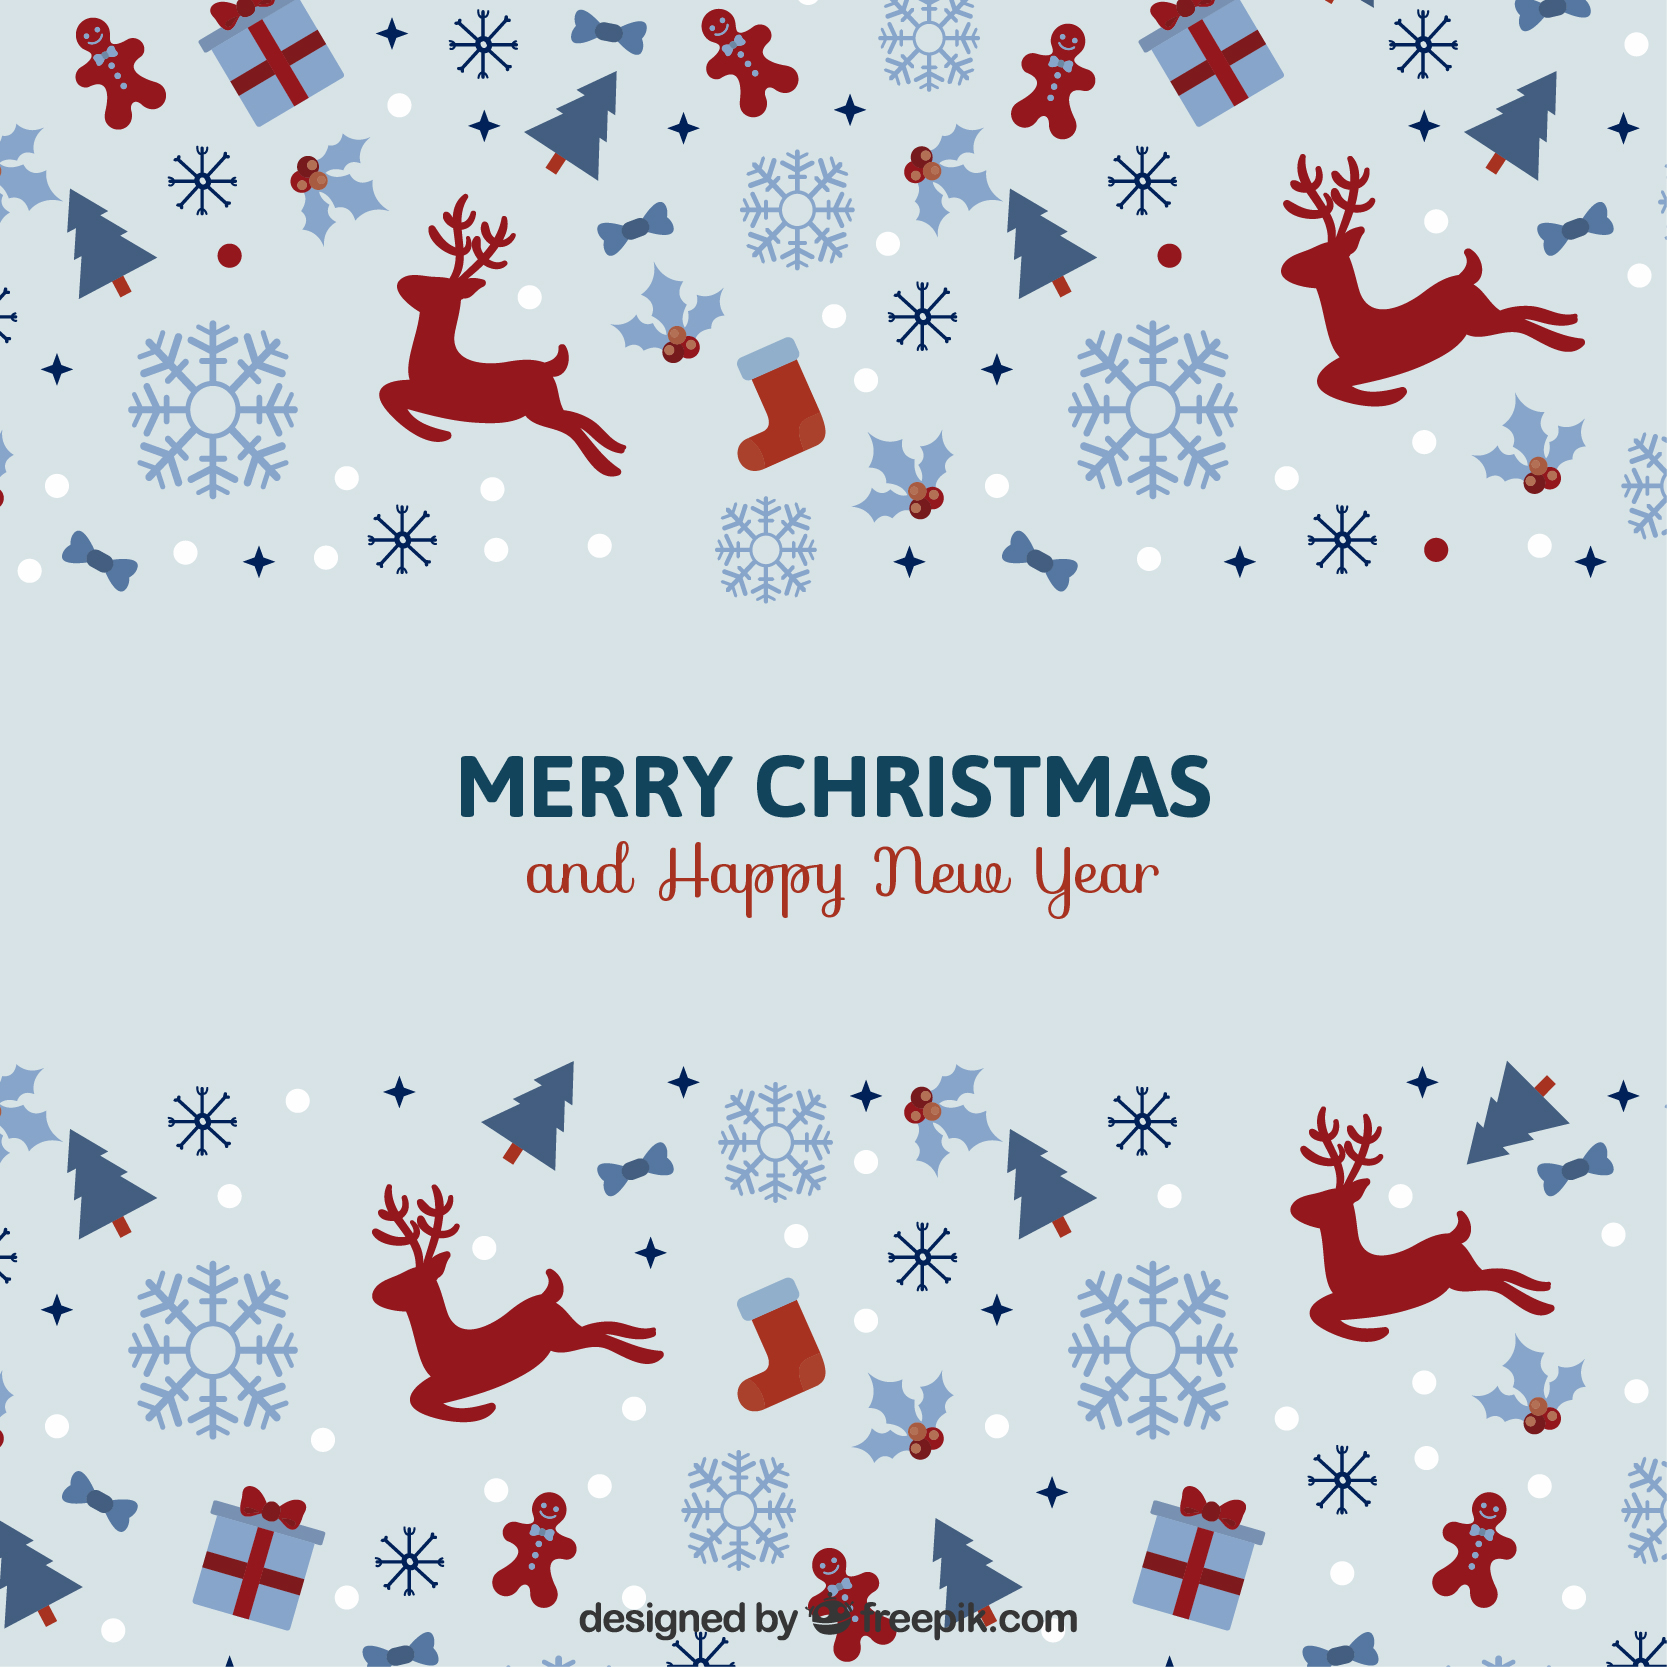 MERRY CHRISTMAS
and Happy New Year
designed by freepik.com